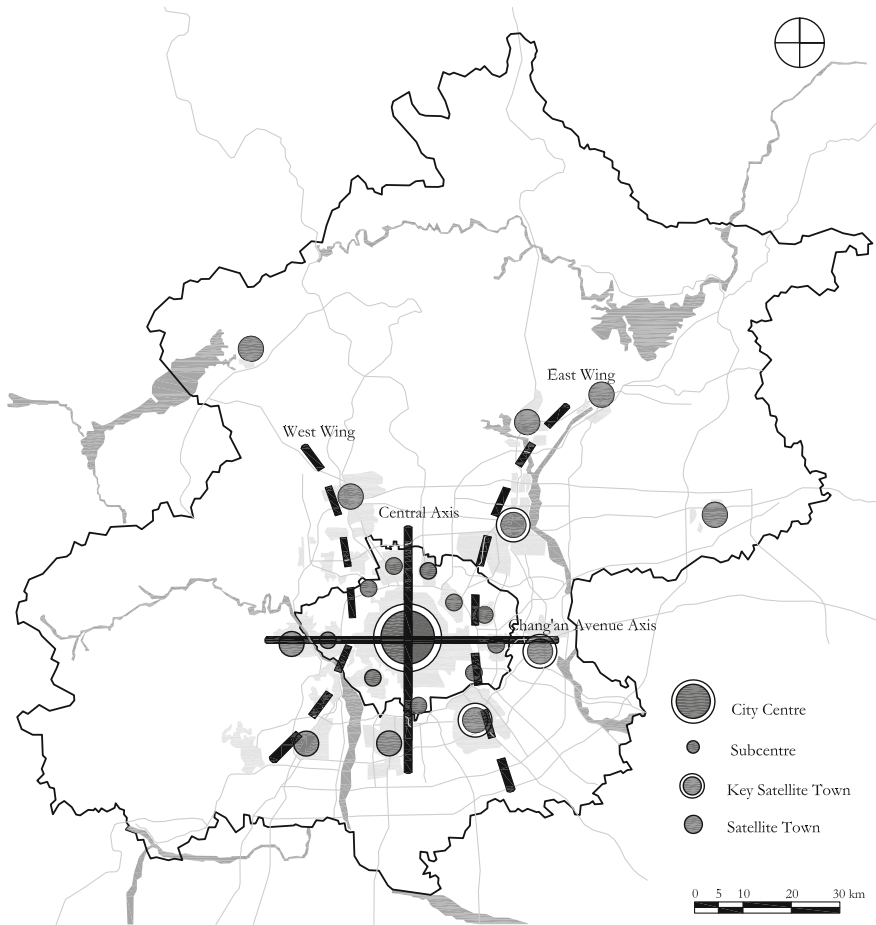 East Wing
West Wing
Central Axis
Chang'an Avenue Axis
City Centre
Subcentre
Key Satellite Town
Satellite Town
0 5 10 20 30 km